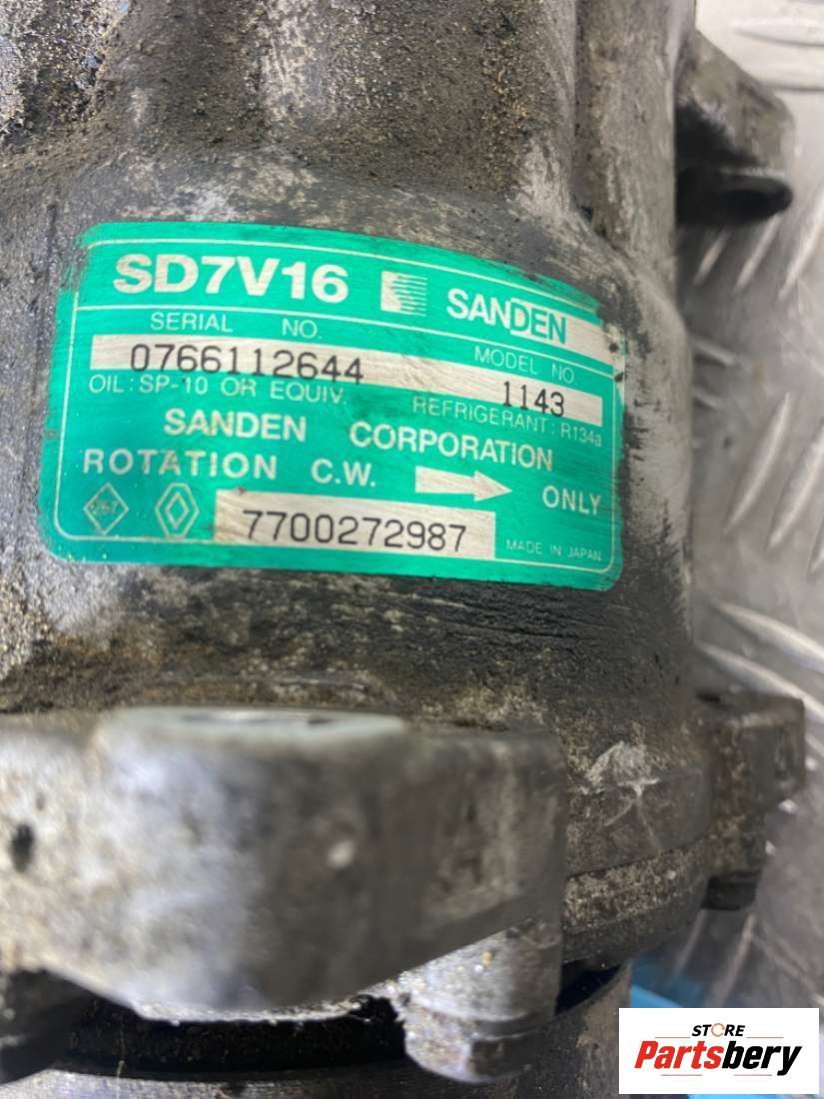 SD7V16 SANDEN
SERIAL NO. MODEL NO.
0766112644 1143
OIL: SP-10 OR EQUIV. REFRIGERANT: R134a
SANDEN CORPORATION
ROTATION C.W. ONLY
7700272987 MADE IN JAPAN
STORE
Partsbery